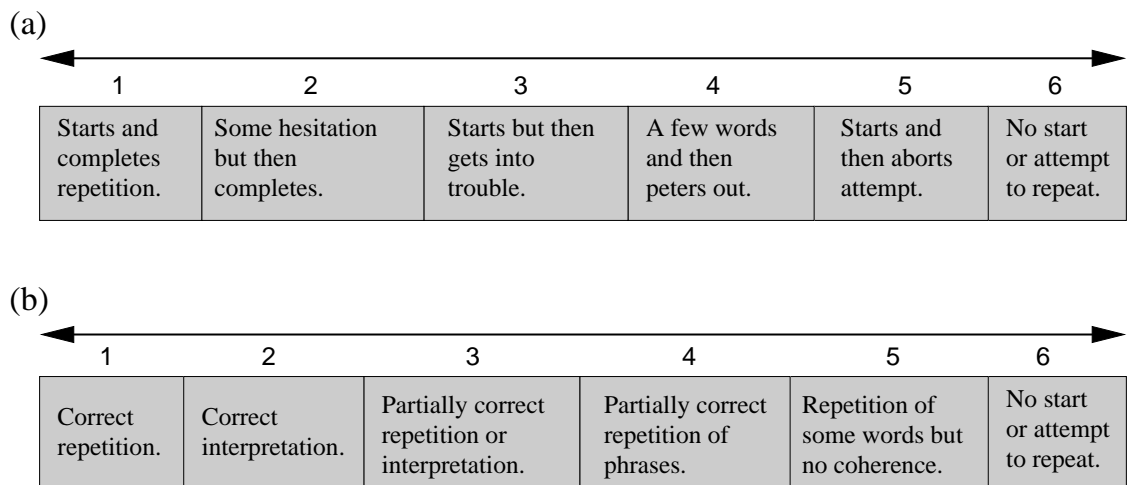 (a)
1 2 3 4 5 6
Starts and completes repetition.
Some hesitation but then completes.
Starts but then gets into trouble.
A few words and then peters out.
Starts and then aborts attempt.
No start or attempt to repeat.
(b)
1 2 3 4 5 6
Correct repetition.
Correct interpretation.
Partially correct repetition or interpretation.
Partially correct repetition of phrases.
Repetition of some words but no coherence.
No start or attempt to repeat.